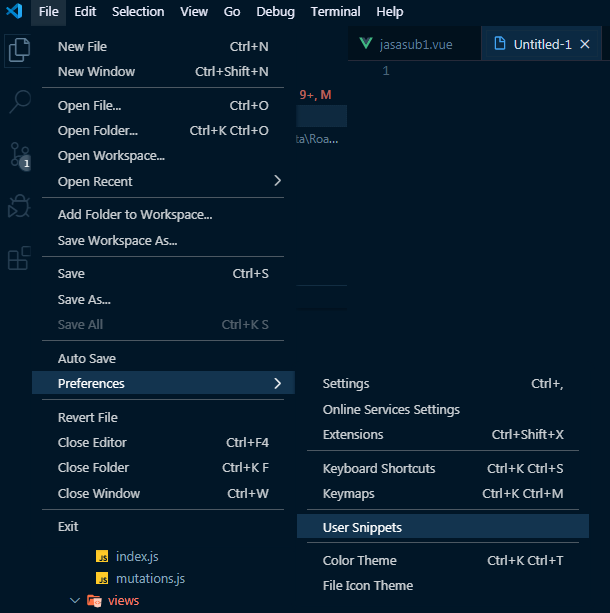 File Edit Selection View Go Debug Terminal Help
jasasub1.vue Untitled-1
1
New File Ctrl+N
New Window Ctrl+Shift+N
9+, M
Open File... Ctrl+O
Open Folder... Ctrl+K Ctrl+O
ta\Roa...
Open Workspace...
1
Open Recent
Add Folder to Workspace...
Save Workspace As...
Save Ctrl+S
Save As...
Save All Ctrl+K S
Auto Save
Preferences
Revert File
Close Editor Ctrl+F4
Close Folder Ctrl+K F
Close Window Ctrl+W
Exit
Settings Ctrl+,
Online Services Settings
Extensions Ctrl+Shift+X
Keyboard Shortcuts Ctrl+K Ctrl+S
Keymaps Ctrl+K Ctrl+M
User Snippets
Color Theme Ctrl+K Ctrl+T
File Icon Theme
JS index.js
JS mutations.js
views